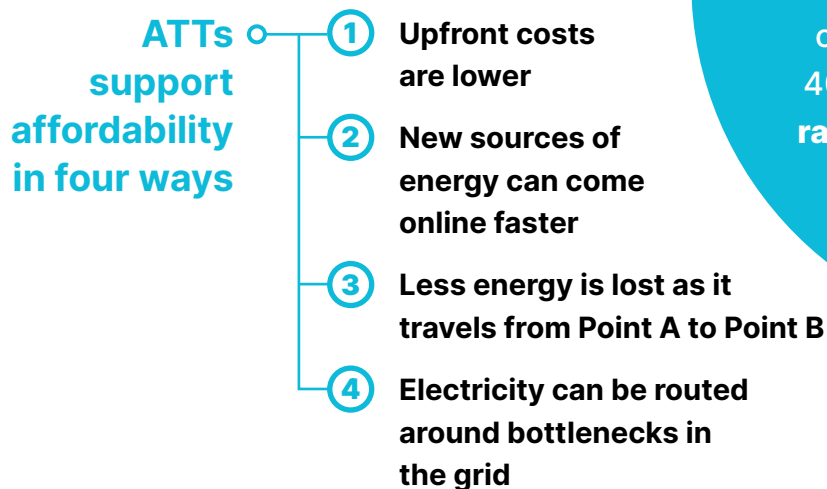 ATTs
support
affordability
in four ways
1
Upfront costs
are lower
2
New sources of
energy can come
online faster
3
Less energy is lost as it
travels from Point A to Point B
4
Electricity can be routed
around bottlenecks in
the grid